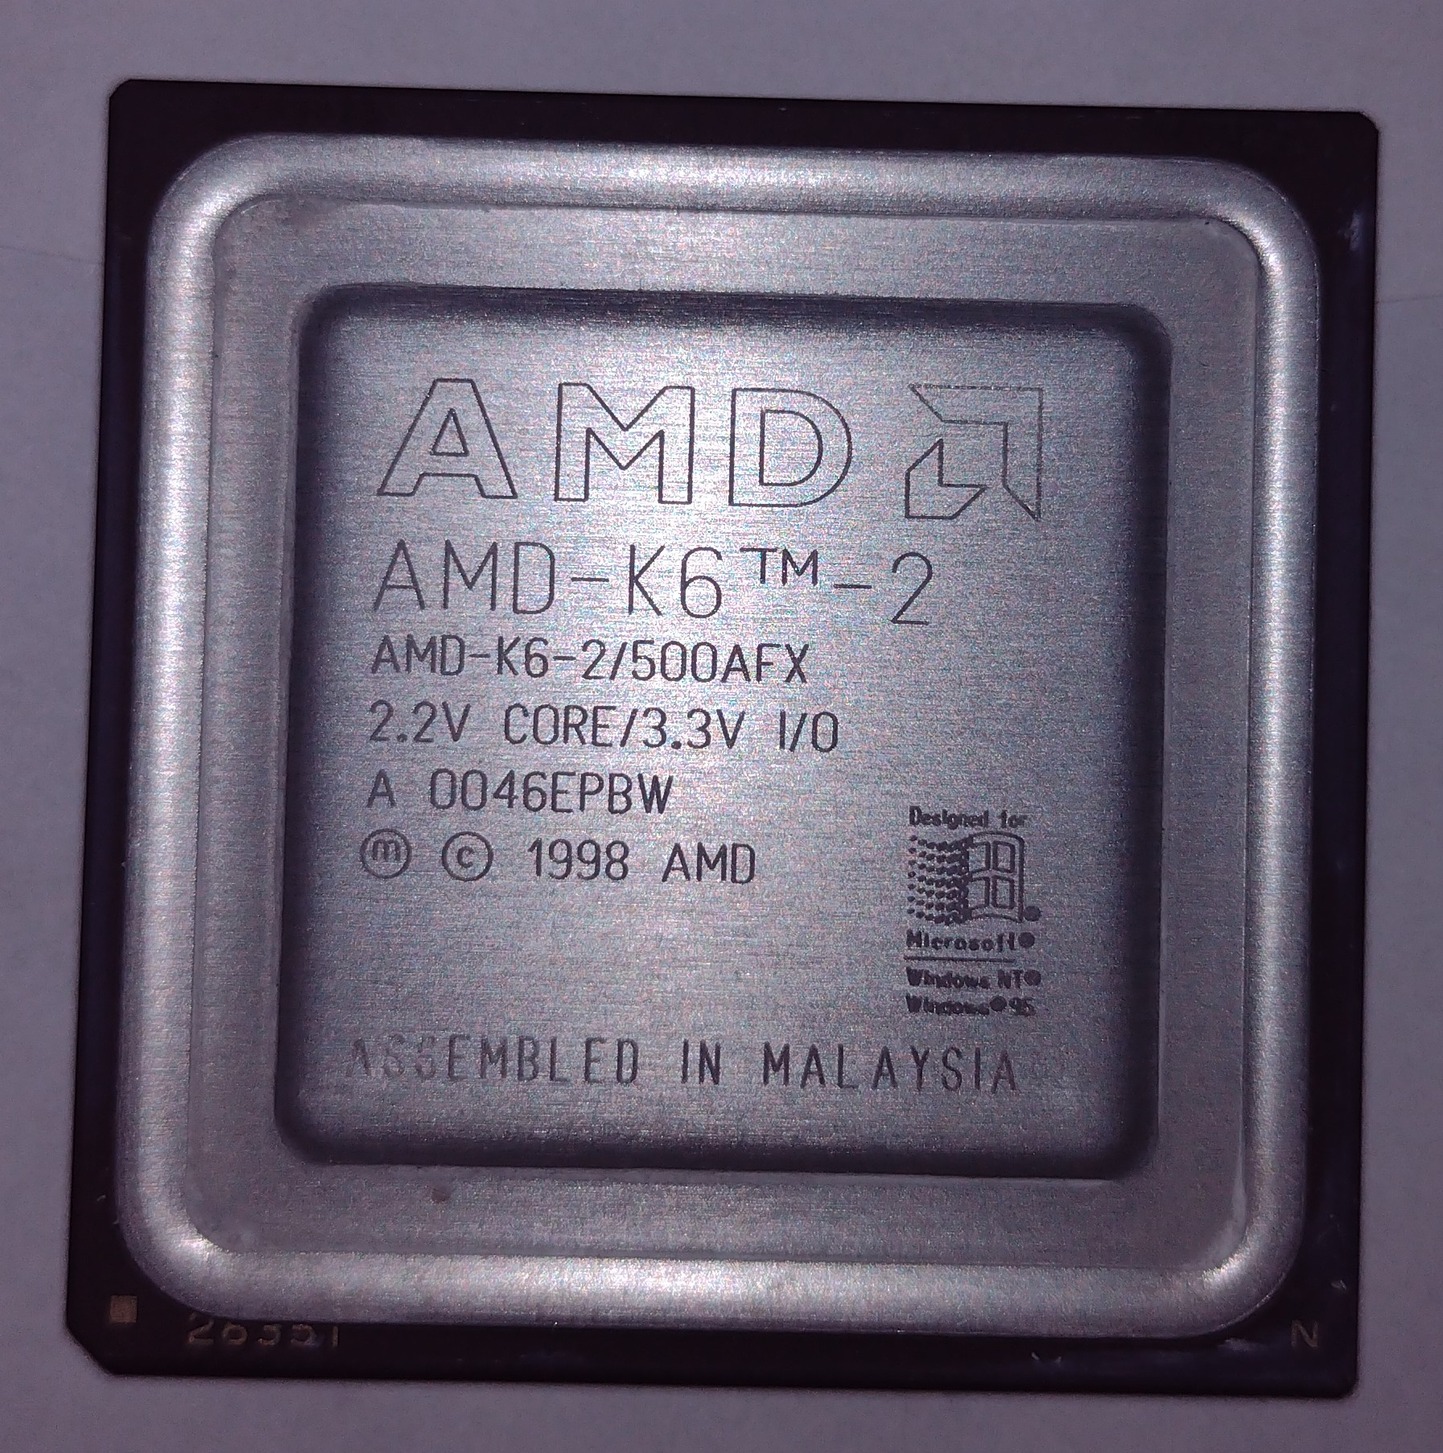 AMD
AMD-K6™-2
AMD-K6-2/500AFX
2.2V CORE/3.3V I/O
A 0046EPBW
ⓜ © 1998 AMD
Designed for
Microsoft®
Windows NT®
Windows® 95
ASSEMBLED IN MALAYSIA
N